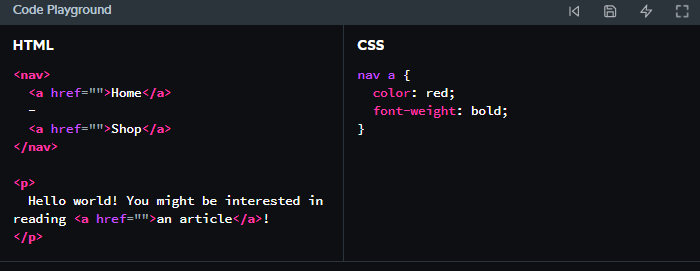 Code Playground
HTML
<nav>
  <a href="">Home</a>
  –
  <a href="">Shop</a>
</nav>

<p>
  Hello world! You might be interested in
reading <a href="">an article</a>!
</p>
CSS
nav a {
  color: red;
  font-weight: bold;
}